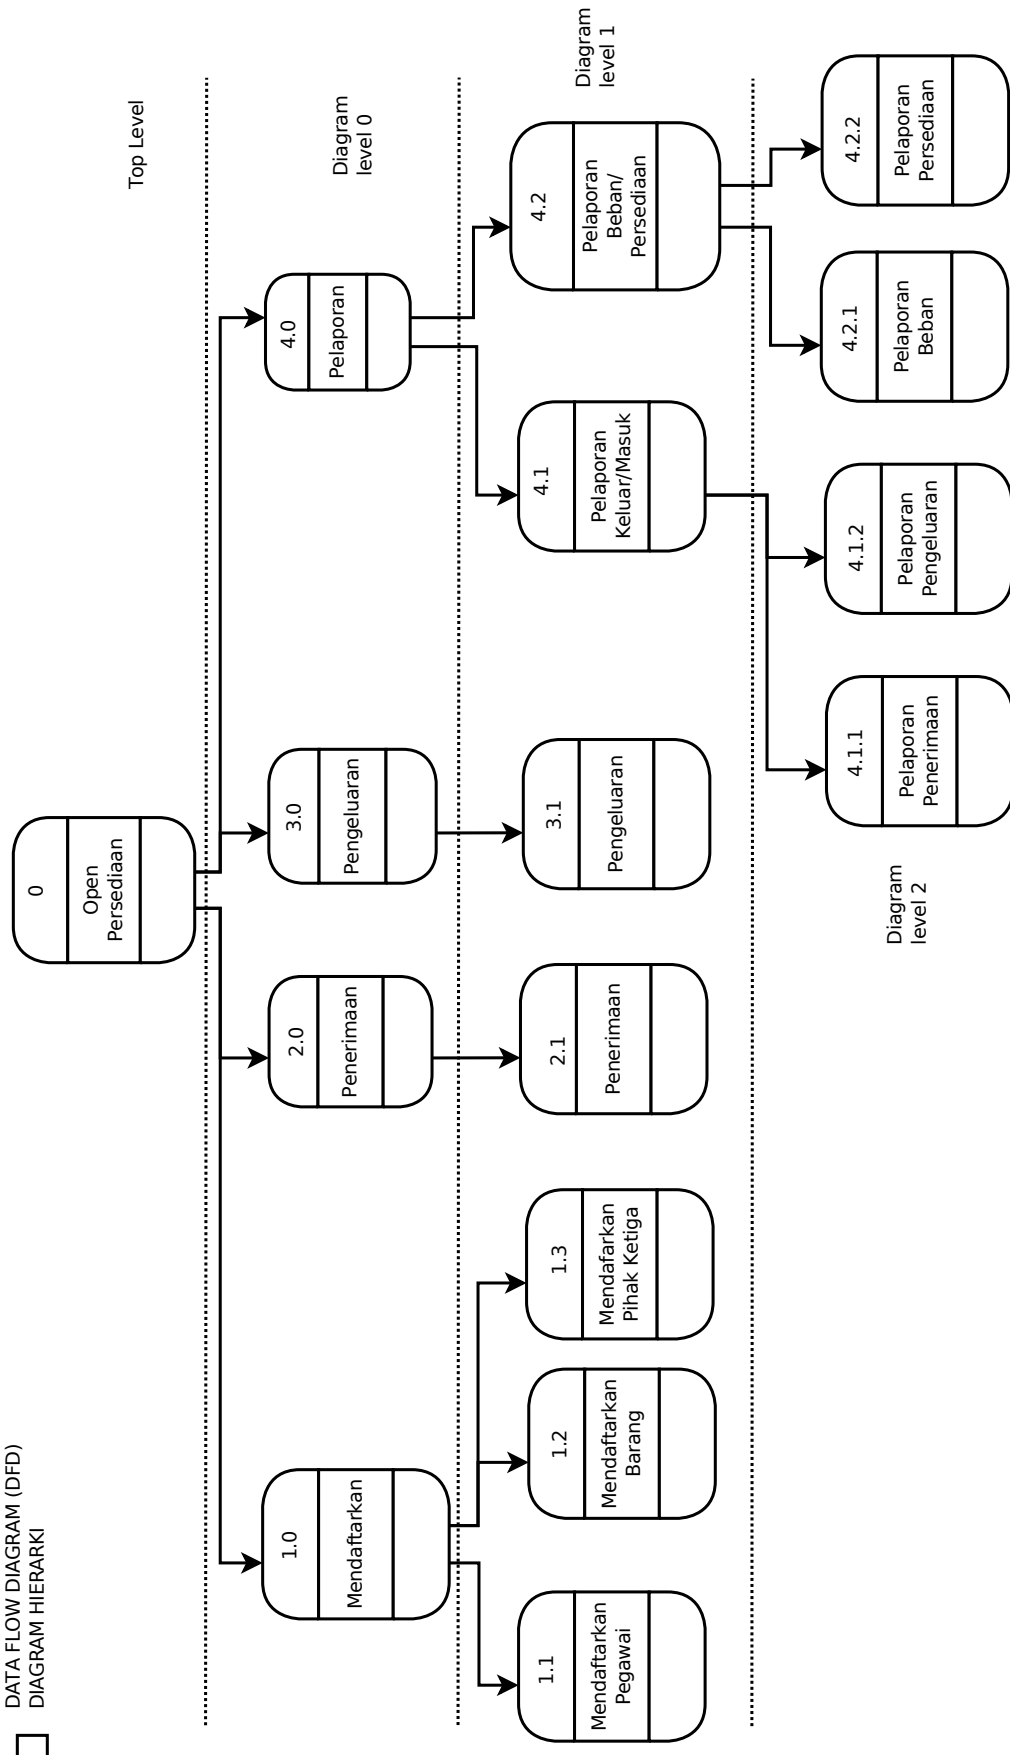 DATA FLOW DIAGRAM (DFD)
DIAGRAM HIERARKI
0
Open
Persediaan
Top Level
1.0
Mendaftarkan
2.0
Penerimaan
3.0
Pengeluaran
4.0
Pelaporan
Diagram
level 0
1.1
Mendaftarkan
Pegawai
1.2
Mendaftarkan
Barang
1.3
Mendafarkan
Pihak Ketiga
2.1
Penerimaan
3.1
Pengeluaran
4.1
Pelaporan
Keluar/Masuk
4.2
Pelaporan
Beban/
Persediaan
Diagram
level 1
Diagram
level 2
4.1.1
Pelaporan
Penerimaan
4.1.2
Pelaporan
Pengeluaran
4.2.1
Pelaporan
Beban
4.2.2
Pelaporan
Persediaan